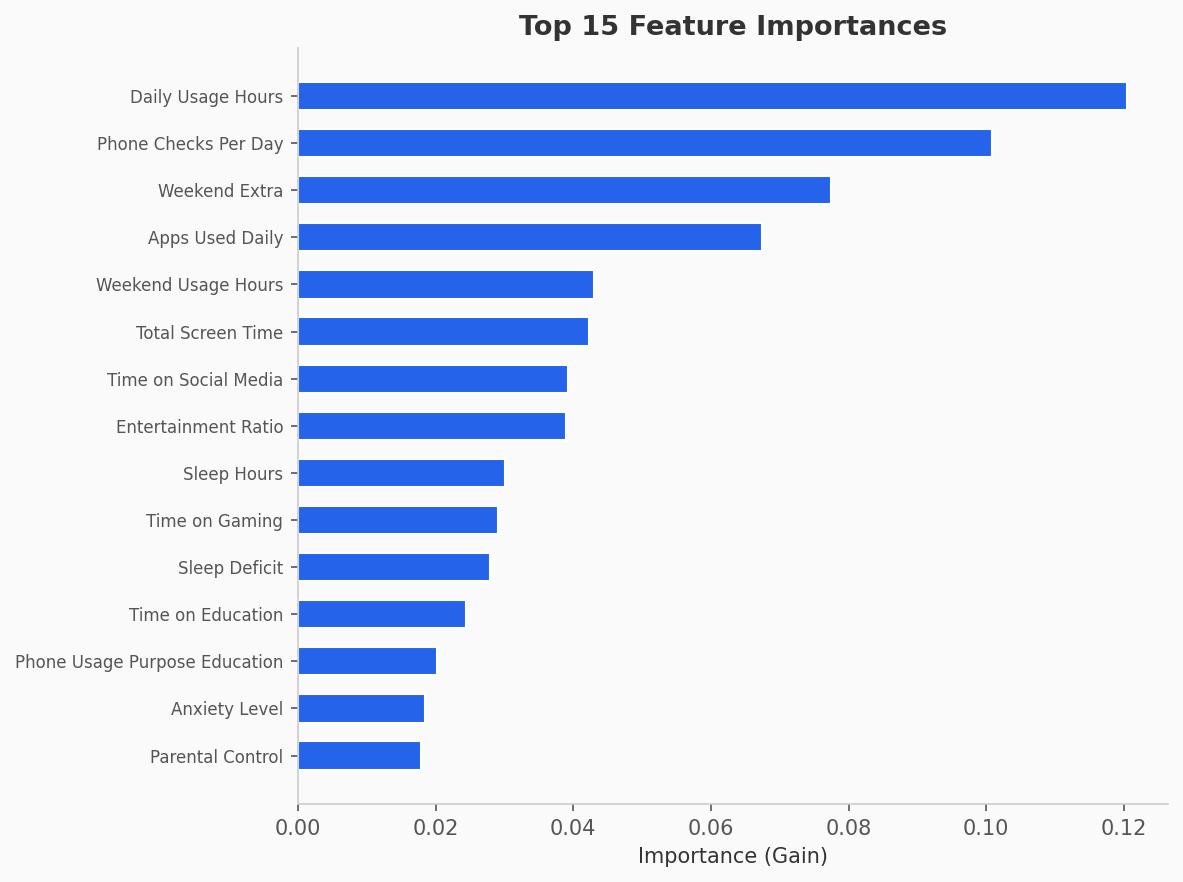 Top 15 Feature Importances
Daily Usage Hours
Phone Checks Per Day
Weekend Extra
Apps Used Daily
Weekend Usage Hours
Total Screen Time
Time on Social Media
Entertainment Ratio
Sleep Hours
Time on Gaming
Sleep Deficit
Time on Education
Phone Usage Purpose Education
Anxiety Level
Parental Control
0.00 0.02 0.04 0.06 0.08 0.10 0.12
Importance (Gain)